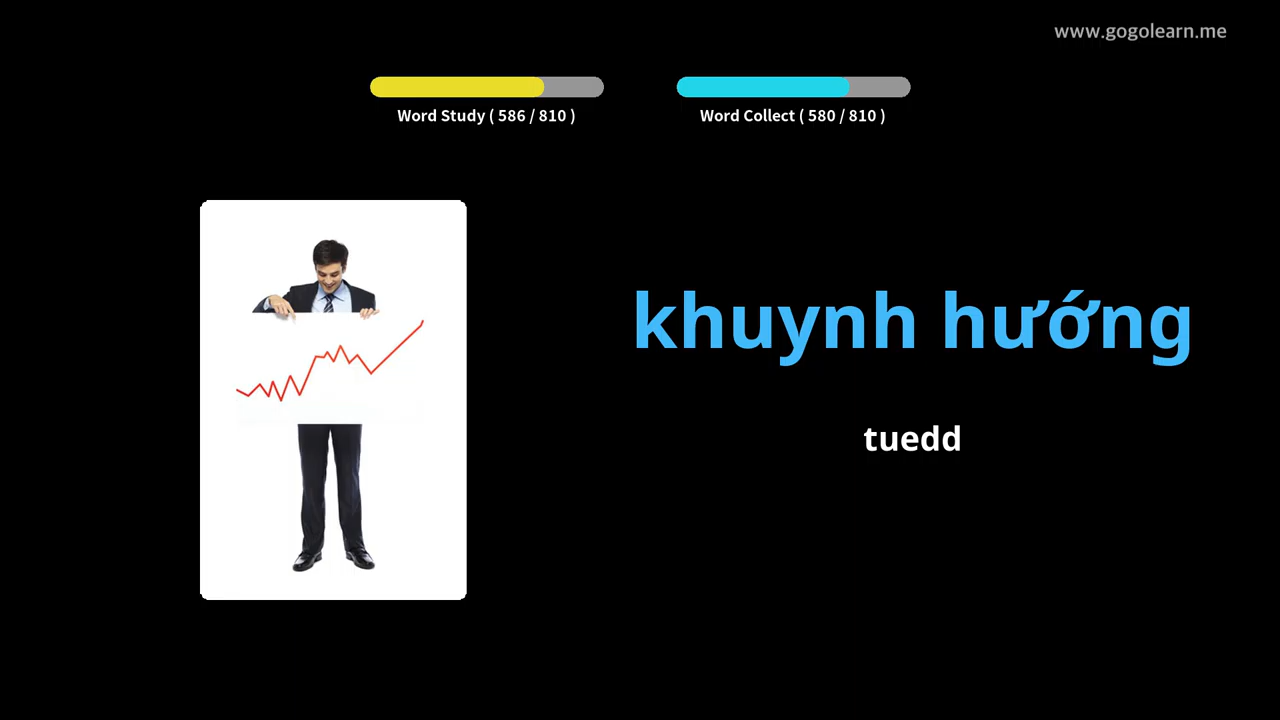 www.gogolearn.me
Word Study ( 586 / 810 )
Word Collect ( 580 / 810 )
khuynh hướng
tuedd